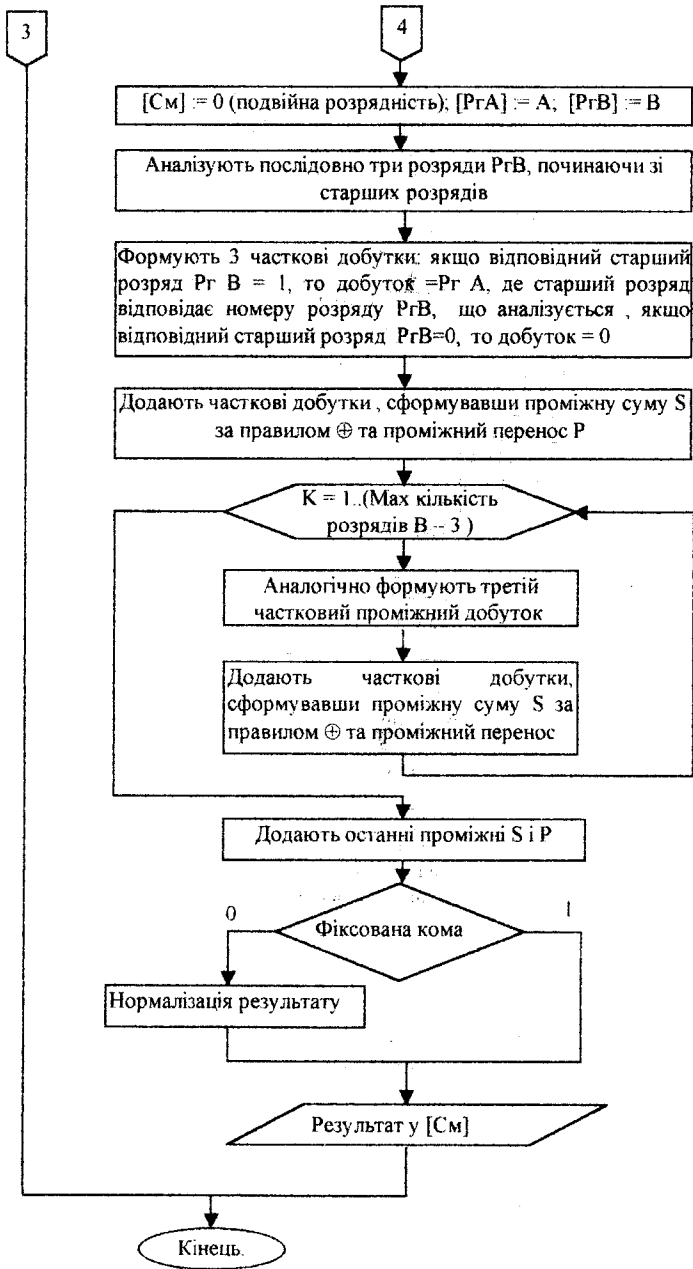 3
4
[См] := 0 (подвійна розрядність); [РгА] := А; [РгВ] := В
Аналізують послідовно три розряди РгВ, починаючи зі
старших розрядів
Формують 3 часткові добутки: якщо відповідний старший
розряд Рг В = 1, то добуток =Рг А, де старший розряд
відповідає номеру розряду РгВ, що аналізується , якщо
відповідний старший розряд РгВ=0, то добуток = 0
Додають часткові добутки , сформувавши проміжну суму S
за правилом ⊕ та проміжний перенос P
K = 1..(Max кількість
розрядів В – 3 )
Аналогічно формують третій
частковий проміжний добуток
Додають часткові добутки,
сформувавши проміжну суму S за
правилом ⊕ та проміжний перенос
Додають останні проміжні S і P
0
1
Фіксована кома
Нормалізація результату
Результат у [См]
Кінець.